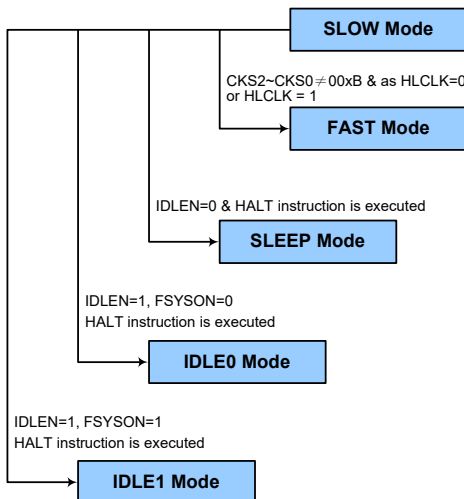 SLOW Mode
CKS2~CKS0≠00xB & as HLCLK=0
or HLCLK = 1
FAST Mode
IDLEN=0 & HALT instruction is executed
SLEEP Mode
IDLEN=1, FSYSON=0
HALT instruction is executed
IDLE0 Mode
IDLEN=1, FSYSON=1
HALT instruction is executed
IDLE1 Mode